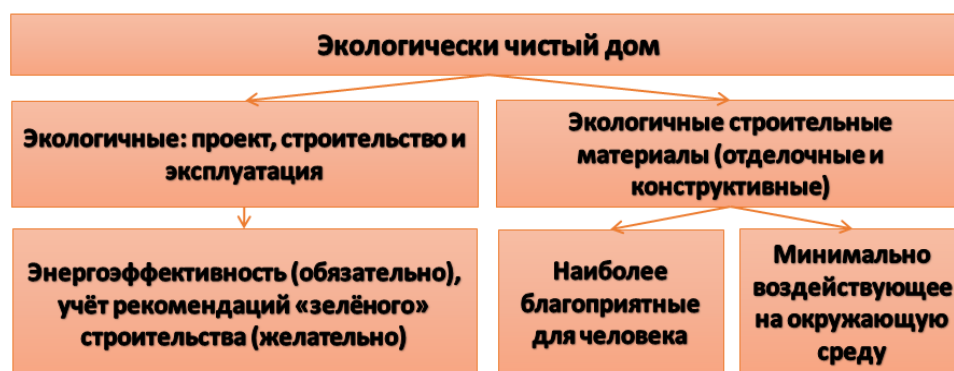 Экологически чистый дом
Экологичные: проект, строительство и
эксплуатация
Экологичные строительные
материалы (отделочные и
конструктивные)
Энергоэффективность (обязательно),
учёт рекомендаций «зелёного»
строительства (желательно)
Наиболее
благоприятные
для человека
Минимально
воздействующее
на окружающую
среду